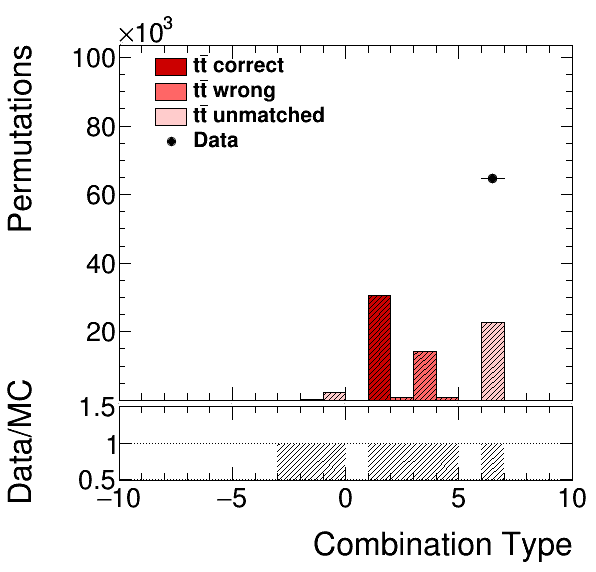 ×10³
100
80
60
40
20
Permutations
tt̄ correct
tt̄ wrong
tt̄ unmatched
Data
1.5
1
0.5
Data/MC
−10 −5 0 5 10
Combination Type